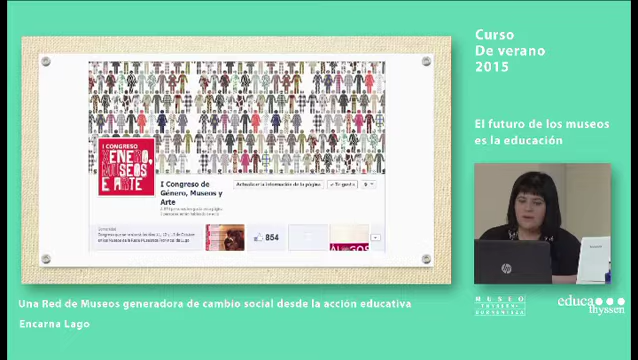 Curso
De verano
2015
El futuro de los museos
es la educación
I CONGRESO
XÉNERO,
MUSEOS
E ARTE
I Congreso de
Género, Museos y
Arte
Actualizar la información de la página
Te gusta
854
Una Red de Museos generadora de cambio social desde la acción educativa
Encarna Lago
hp
MUSEO
THYSSEN-
BORNEMISZA
educa
thyssen